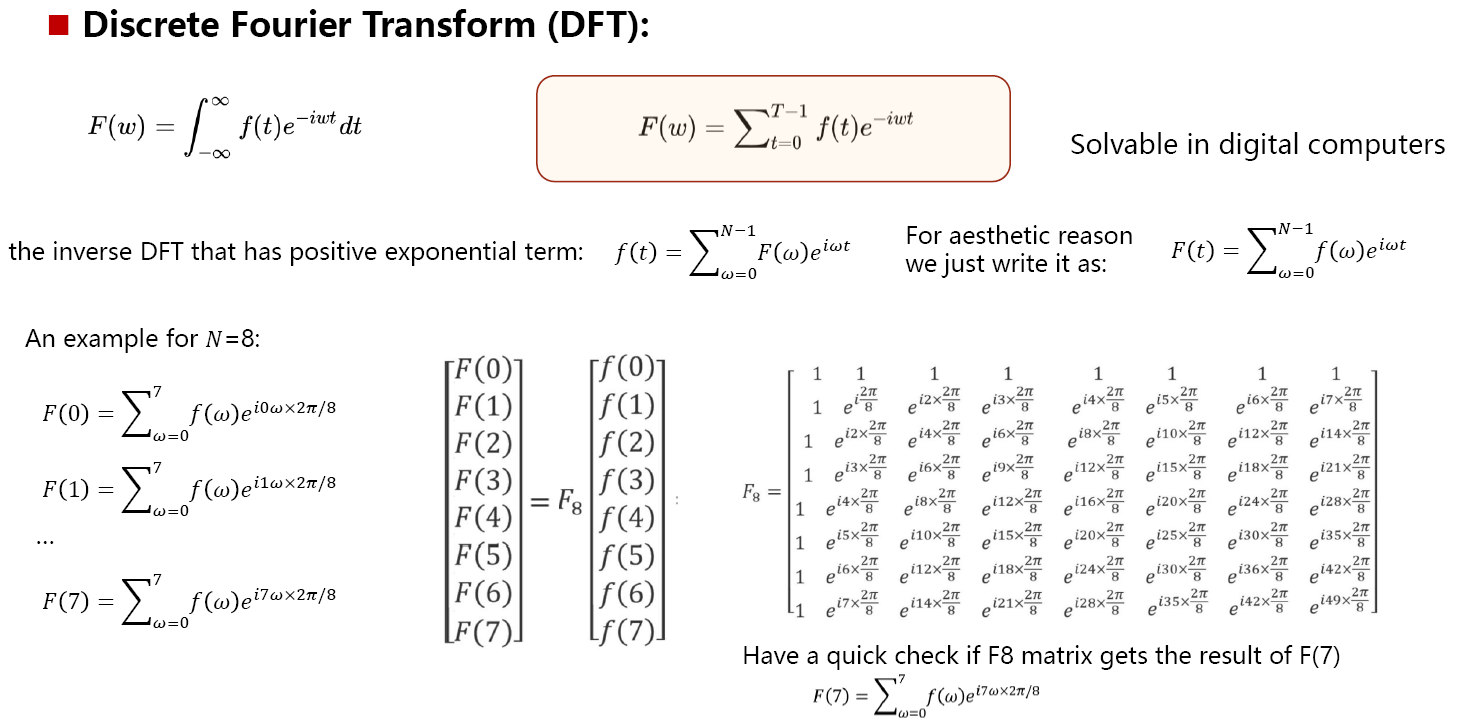 ■ Discrete Fourier Transform (DFT):
F(w) = ∫_{-∞}^{∞} f(t)e^{-iwt}dt
F(w) = ∑_{t=0}^{T-1} f(t)e^{-iwt}
Solvable in digital computers
the inverse DFT that has positive exponential term: f(t) = ∑_{ω=0}^{N-1} F(ω)e^{iωt}
For aesthetic reason
we just write it as:
F(t) = ∑_{ω=0}^{N-1} f(ω)e^{iωt}
An example for N=8:
F(0) = ∑_{ω=0}^{7} f(ω)e^{i0ω×2π/8}
F(1) = ∑_{ω=0}^{7} f(ω)e^{i1ω×2π/8}
...
F(7) = ∑_{ω=0}^{7} f(ω)e^{i7ω×2π/8}
[F(0)] [f(0)]
[F(1)] [f(1)]
[F(2)] [f(2)]
[F(3)] [f(3)]
[F(4)] = F₈ [f(4)] :
[F(5)] [f(5)]
[F(6)] [f(6)]
[F(7)] [f(7)]
F₈ =
1 1 1 1 1 1 1 1
1 e^{i2π/8} e^{i2×2π/8} e^{i3×2π/8} e^{i4×2π/8} e^{i5×2π/8} e^{i6×2π/8} e^{i7×2π/8}
1 e^{i2×2π/8} e^{i4×2π/8} e^{i6×2π/8} e^{i8×2π/8} e^{i10×2π/8} e^{i12×2π/8} e^{i14×2π/8}
1 e^{i3×2π/8} e^{i6×2π/8} e^{i9×2π/8} e^{i12×2π/8} e^{i15×2π/8} e^{i18×2π/8} e^{i21×2π/8}
1 e^{i4×2π/8} e^{i8×2π/8} e^{i12×2π/8} e^{i16×2π/8} e^{i20×2π/8} e^{i24×2π/8} e^{i28×2π/8}
1 e^{i5×2π/8} e^{i10×2π/8} e^{i15×2π/8} e^{i20×2π/8} e^{i25×2π/8} e^{i30×2π/8} e^{i35×2π/8}
1 e^{i6×2π/8} e^{i12×2π/8} e^{i18×2π/8} e^{i24×2π/8} e^{i30×2π/8} e^{i36×2π/8} e^{i42×2π/8}
1 e^{i7×2π/8} e^{i14×2π/8} e^{i21×2π/8} e^{i28×2π/8} e^{i35×2π/8} e^{i42×2π/8} e^{i49×2π/8}
Have a quick check if F8 matrix gets the result of F(7)
F(7) = ∑_{ω=0}^{7} f(ω)e^{i7ω×2π/8}